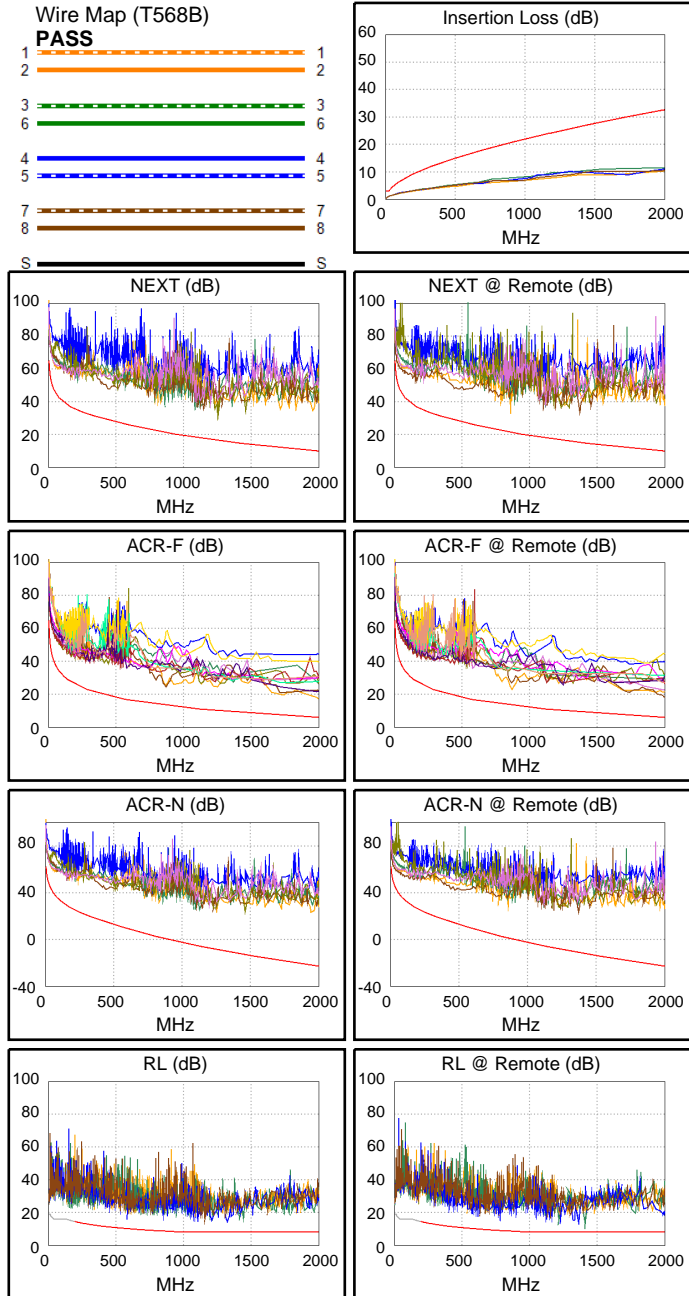 Wire Map (T568B)
PASS
1 1
2 2
3 3
6 6
4 4
5 5
7 7
8 8
S S
Insertion Loss (dB)
60
50
40
30
20
10
0
0 500 1000 1500 2000
MHz
NEXT (dB)
100
80
60
40
20
0
0 500 1000 1500 2000
MHz
NEXT @ Remote (dB)
100
80
60
40
20
0
0 500 1000 1500 2000
MHz
ACR-F (dB)
100
80
60
40
20
0
0 500 1000 1500 2000
MHz
ACR-F @ Remote (dB)
100
80
60
40
20
0
0 500 1000 1500 2000
MHz
ACR-N (dB)
80
40
0
-40
0 500 1000 1500 2000
MHz
ACR-N @ Remote (dB)
80
40
0
-40
0 500 1000 1500 2000
MHz
RL (dB)
100
80
60
40
20
0
0 500 1000 1500 2000
MHz
RL @ Remote (dB)
100
80
60
40
20
0
0 500 1000 1500 2000
MHz